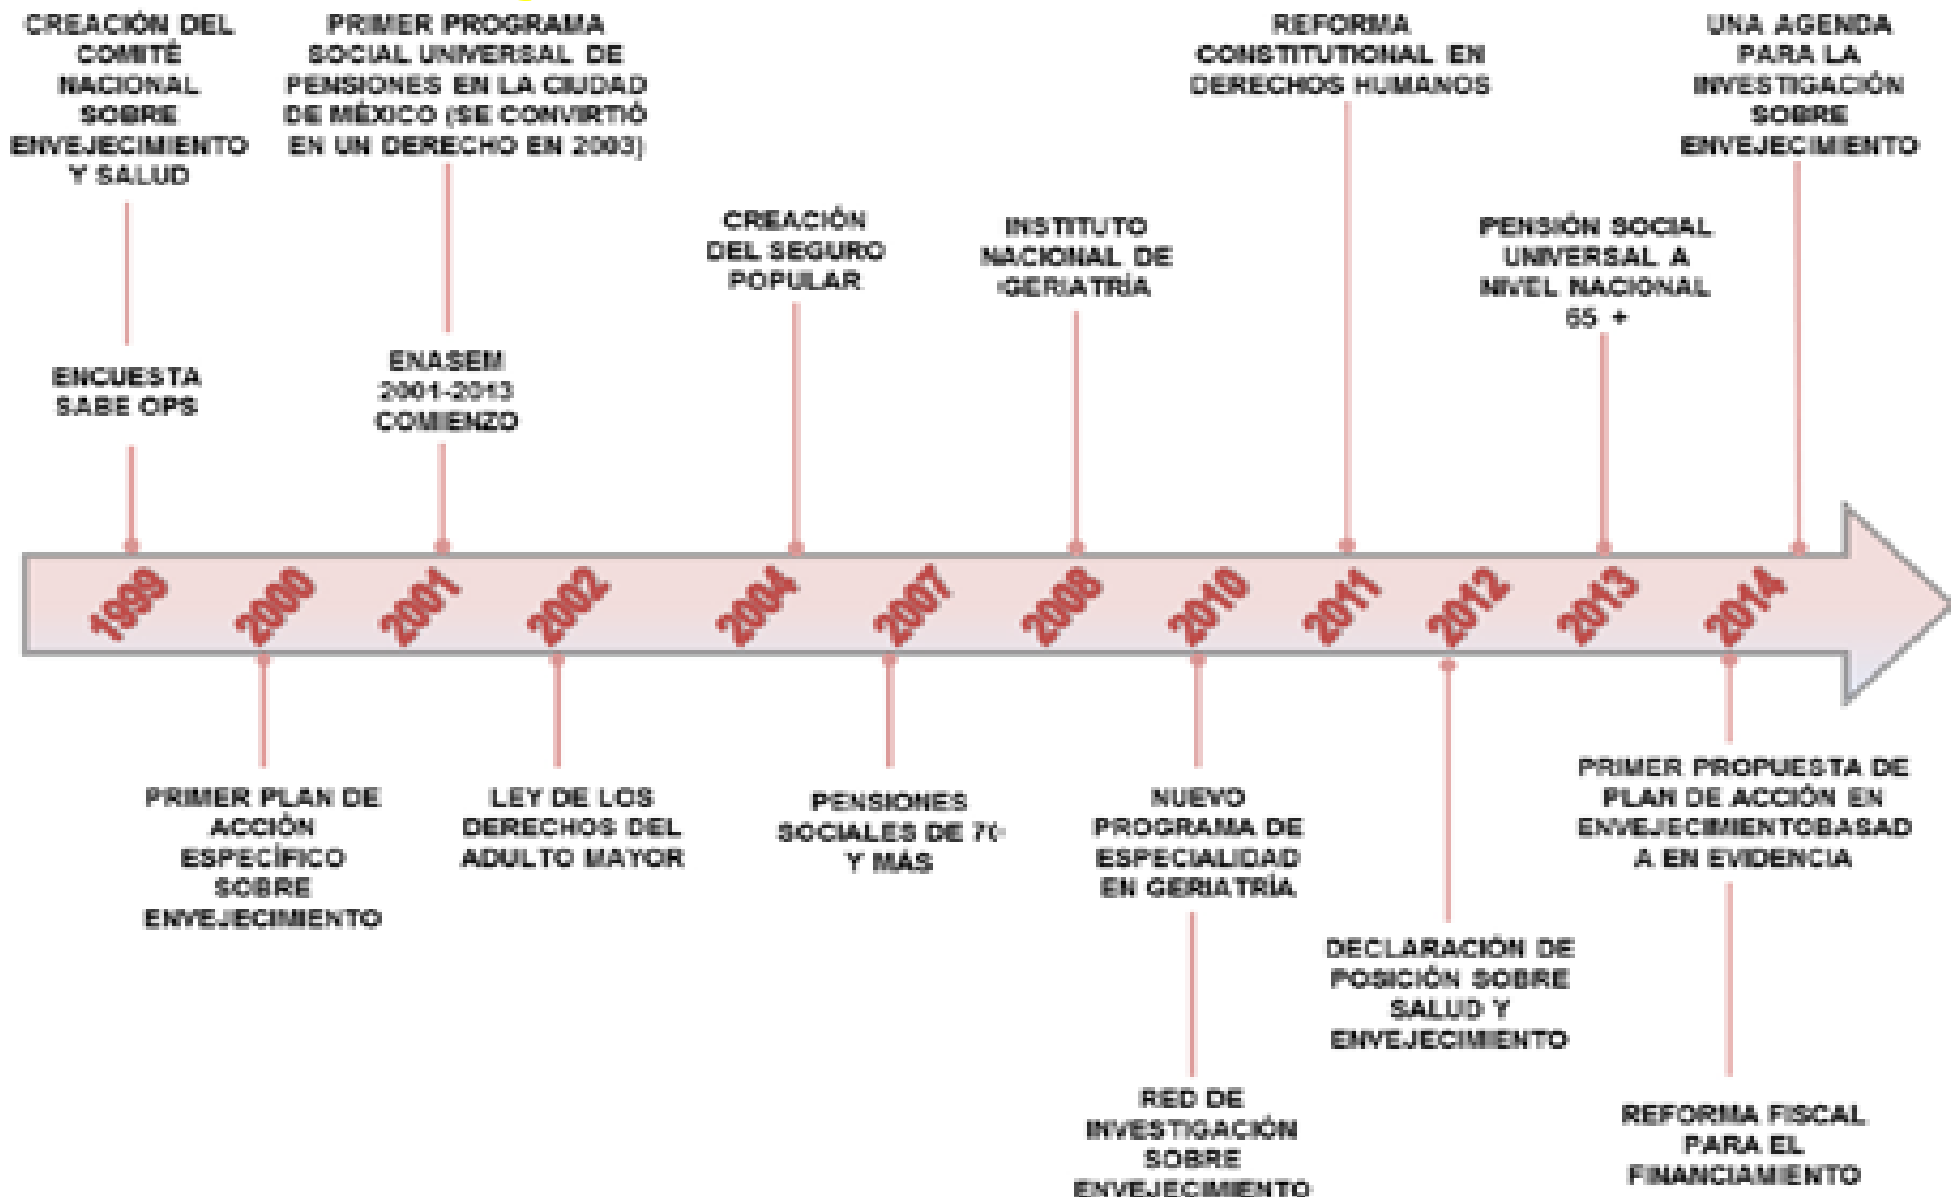 CREACIÓN DEL
COMITÉ
NACIONAL
SOBRE
ENVEJECIMIENTO
Y SALUD
ENCUESTA
SABE OPS
PRIMER PROGRAMA
SOCIAL UNIVERSAL DE
PENSIONES EN LA CIUDAD
DE MÉXICO (SE CONVIRTIÓ
EN UN DERECHO EN 2003)
ENASEM
2001-2013
COMIENZO
CREACIÓN
DEL SEGURO
POPULAR
INSTITUTO
NACIONAL DE
GERIATRÍA
REFORMA
CONSTITUTIONAL EN
DERECHOS HUMANOS
PENSIÓN SOCIAL
UNIVERSAL A
NIVEL NACIONAL
65 +
UNA AGENDA
PARA LA
INVESTIGACIÓN
SOBRE
ENVEJECIMIENTO
1999
2000
2001
2002
2004
2007
2008
2010
2011
2012
2013
2014
PRIMER PLAN DE
ACCIÓN
ESPECÍFICO
SOBRE
ENVEJECIMIENTO
LEY DE LOS
DERECHOS DEL
ADULTO MAYOR
PENSIONES
SOCIALES DE 70
Y MÁS
NUEVO
PROGRAMA DE
ESPECIALIDAD
EN GERIATRÍA
RED DE
INVESTIGACIÓN
SOBRE
ENVEJECIMIENTO
DECLARACIÓN DE
POSICIÓN SOBRE
SALUD Y
ENVEJECIMIENTO
PRIMER PROPUESTA DE
PLAN DE ACCIÓN EN
ENVEJECIMIENTOBASAD
A EN EVIDENCIA
REFORMA FISCAL
PARA EL
FINANCIAMIENTO